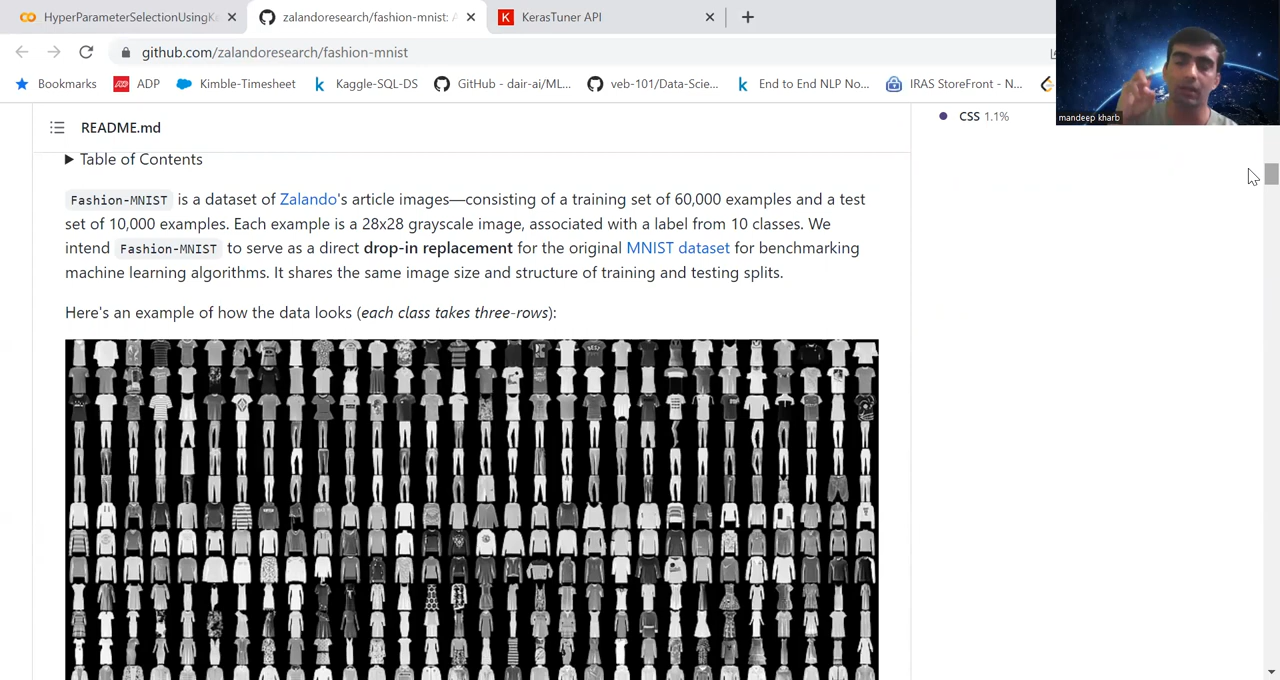 HyperParameterSelectionUsingK
zalandoresearch/fashion-mnist: A
K KerasTuner API
github.com/zalandoresearch/fashion-mnist
Bookmarks
ADP
Kimble-Timesheet
k Kaggle-SQL-DS
GitHub - dair-ai/ML...
veb-101/Data-Scie...
k End to End NLP No...
IRAS StoreFront - N...
mandeep kharb
README.md
CSS 1.1%
Table of Contents
Fashion-MNIST is a dataset of Zalando's article images—consisting of a training set of 60,000 examples and a test
set of 10,000 examples. Each example is a 28x28 grayscale image, associated with a label from 10 classes. We
intend Fashion-MNIST to serve as a direct drop-in replacement for the original MNIST dataset for benchmarking
machine learning algorithms. It shares the same image size and structure of training and testing splits.
Here's an example of how the data looks (each class takes three-rows):